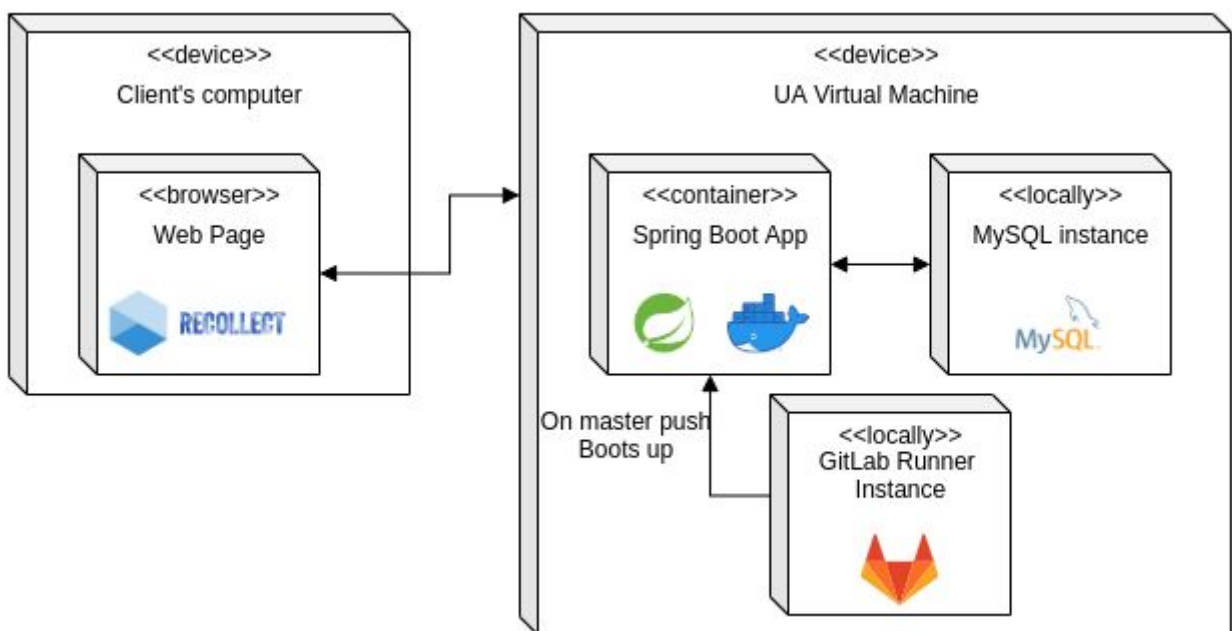 <<device>>
Client's computer
<<browser>>
Web Page
RECOLLECT
<<device>>
UA Virtual Machine
<<container>>
Spring Boot App
<<locally>>
MySQL instance
MySQL
On master push
Boots up
<<locally>>
GitLab Runner
Instance